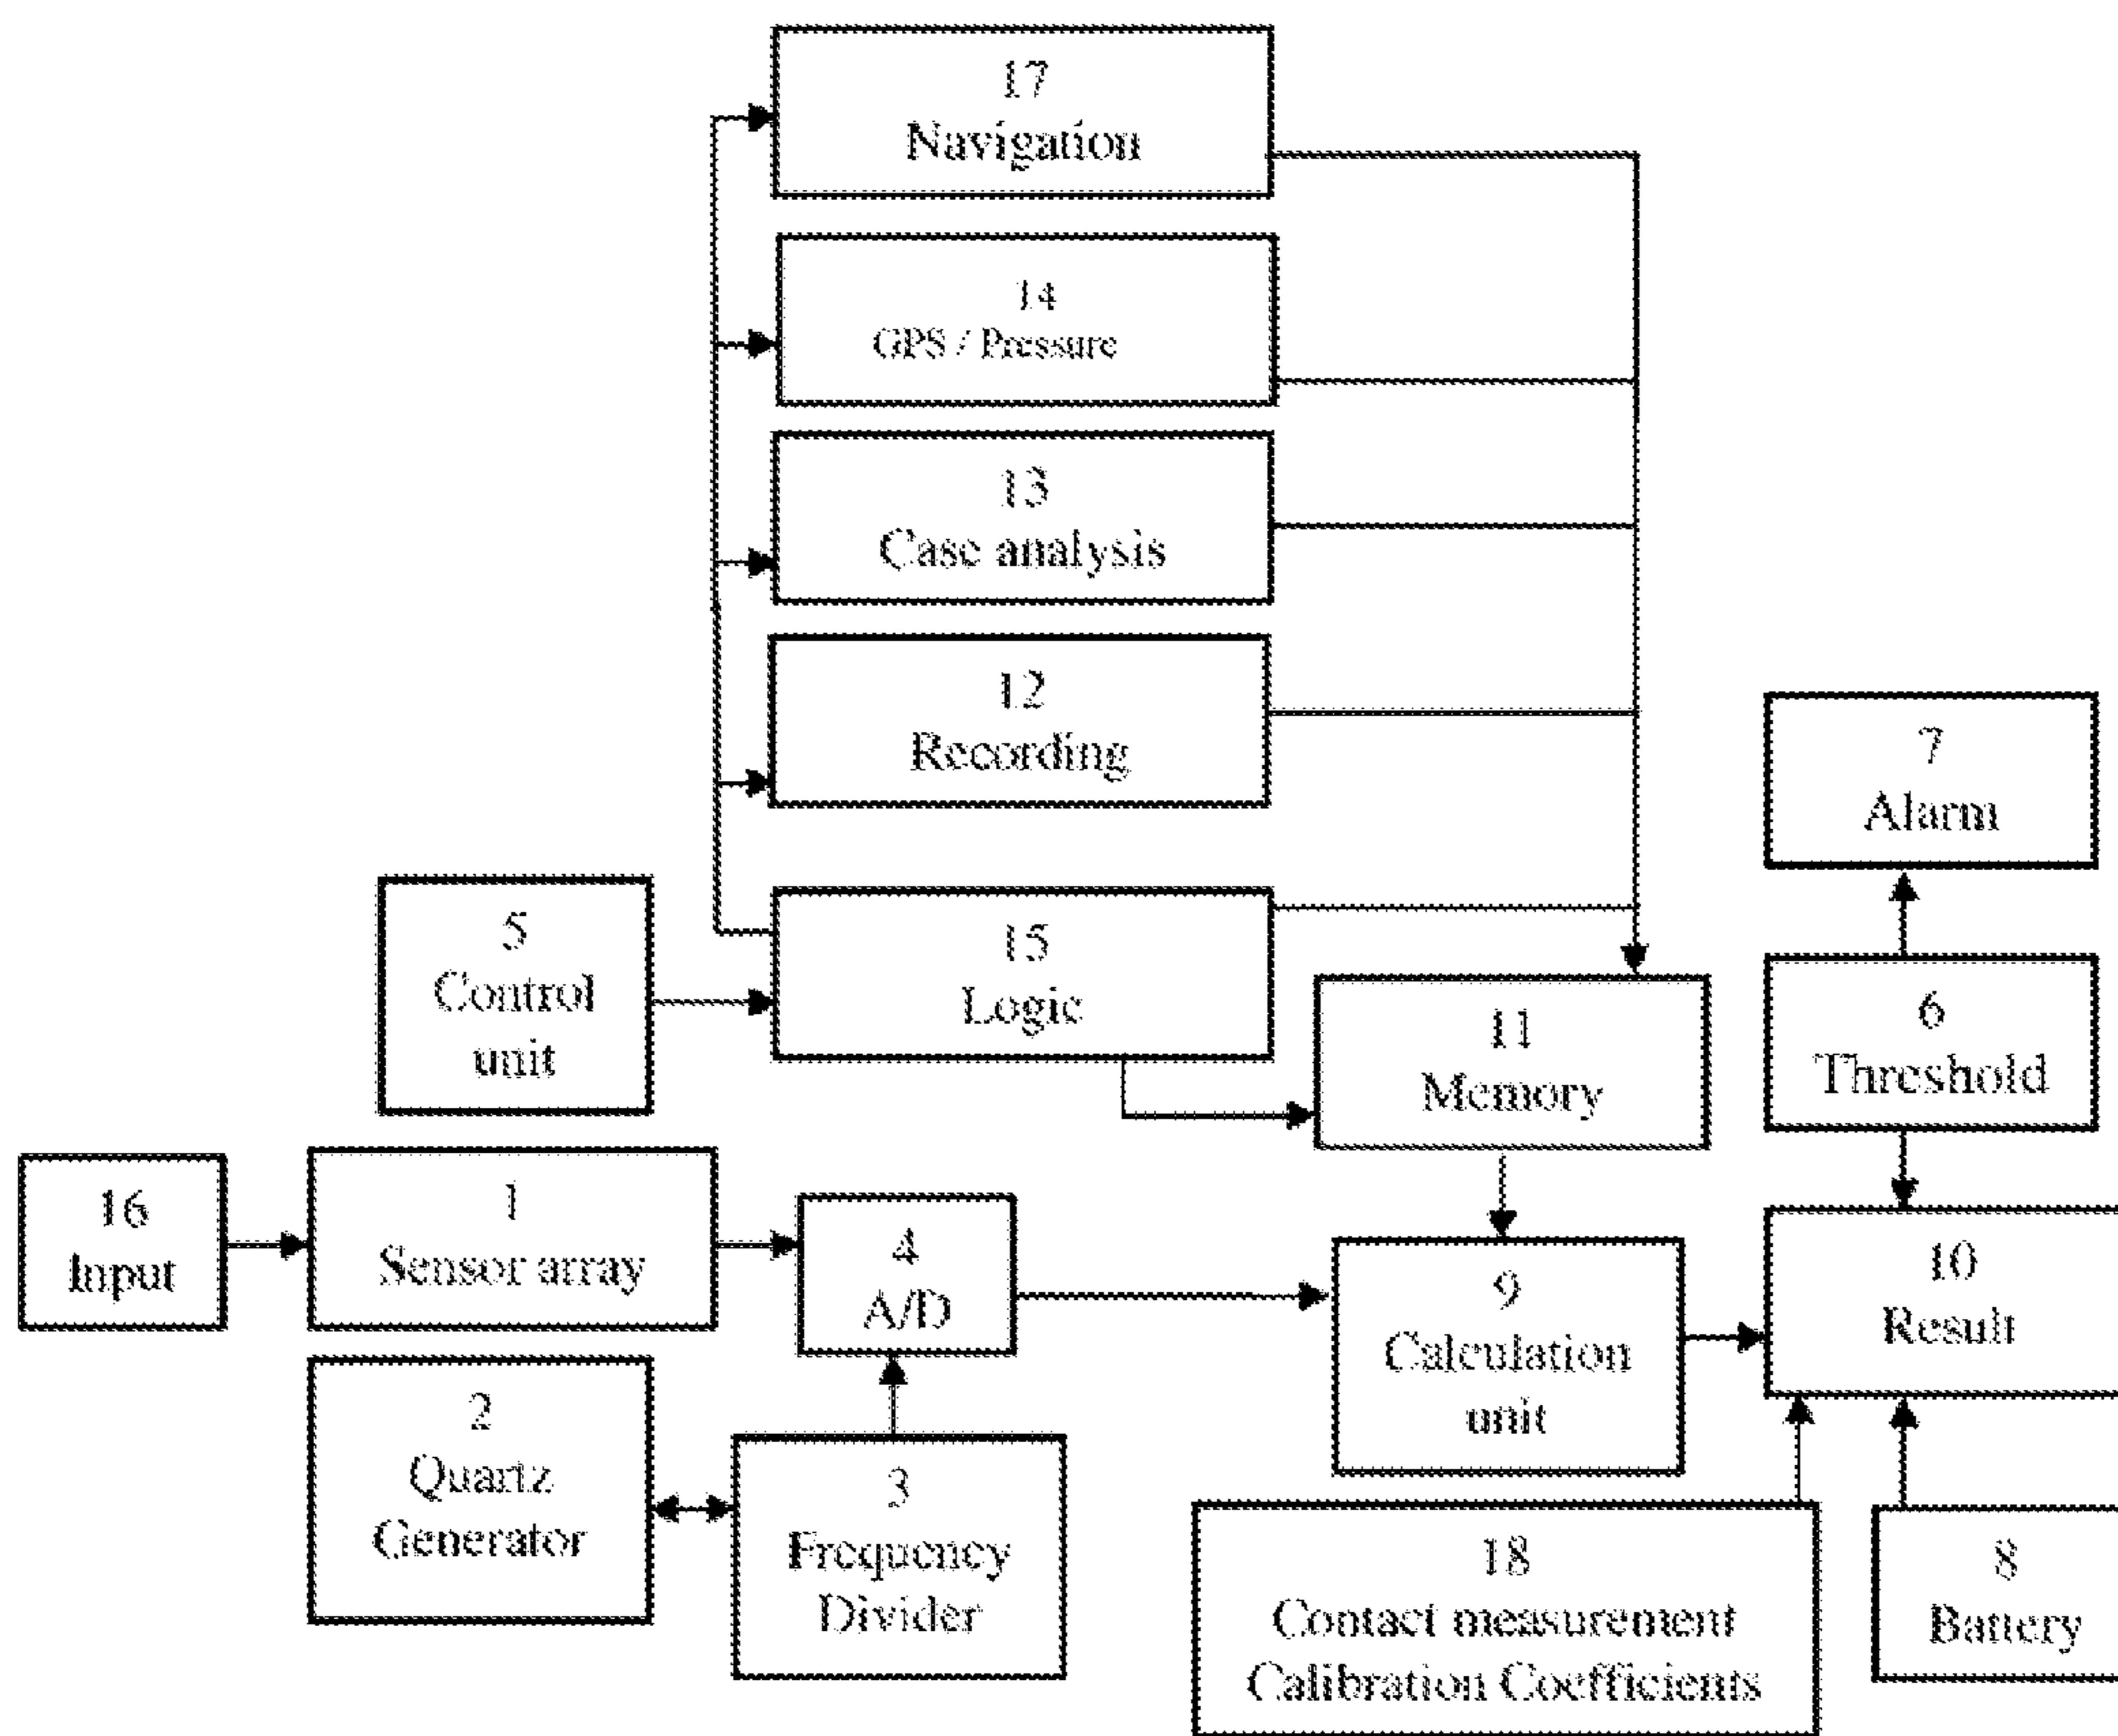 17
Navigation
14
GPS / Pressure
13
Case analysis
12
Recording
7
Alarm
5
Control
unit
15
Logic
11
Memory
6
Threshold
16
Input
1
Sensor array
4
A/D
9
Calculation
unit
10
Result
2
Quartz
Generator
3
Frequency
Divider
18
Contact measurement
Calibration Coefficients
8
Battery